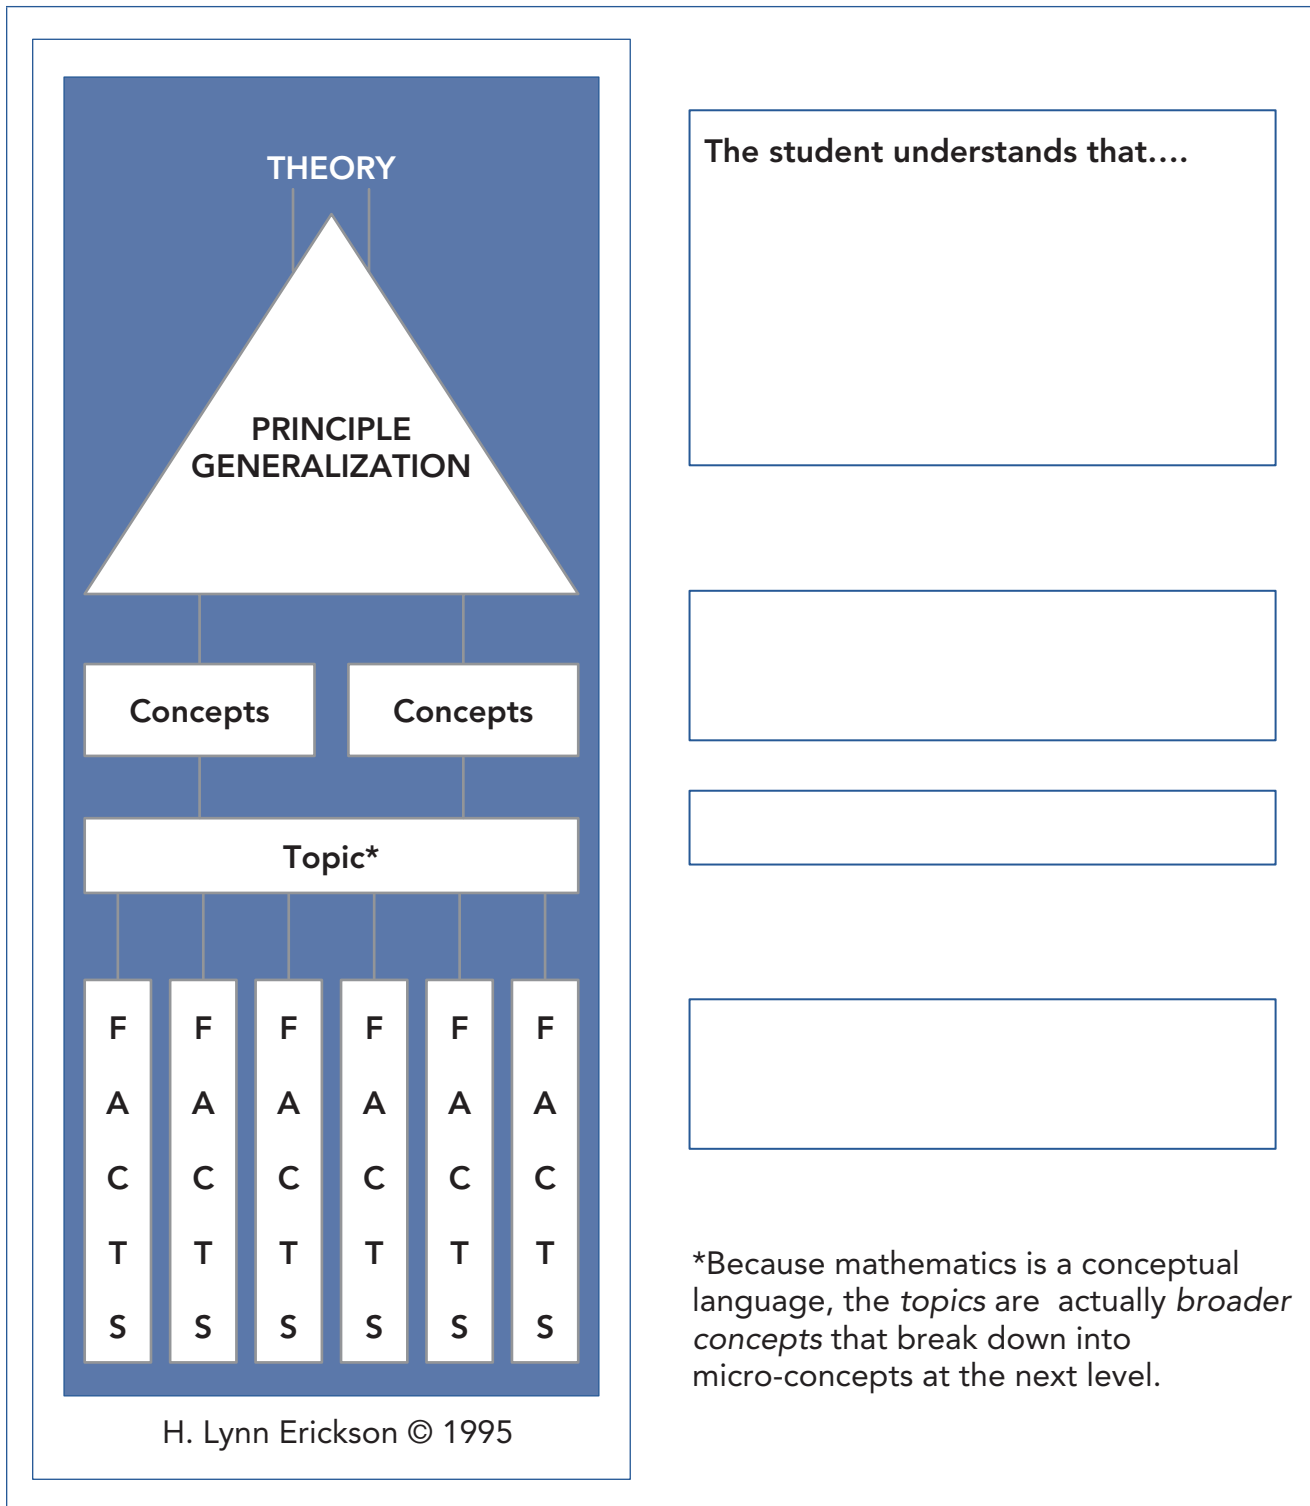 THEORY
PRINCIPLE
GENERALIZATION
Concepts
Concepts
Topic*
F F F F F F
A A A A A A
C C C C C C
T T T T T T
S S S S S S
H. Lynn Erickson © 1995
The student understands that....
*Because mathematics is a conceptual
language, the topics are actually broader
concepts that break down into
micro-concepts at the next level.